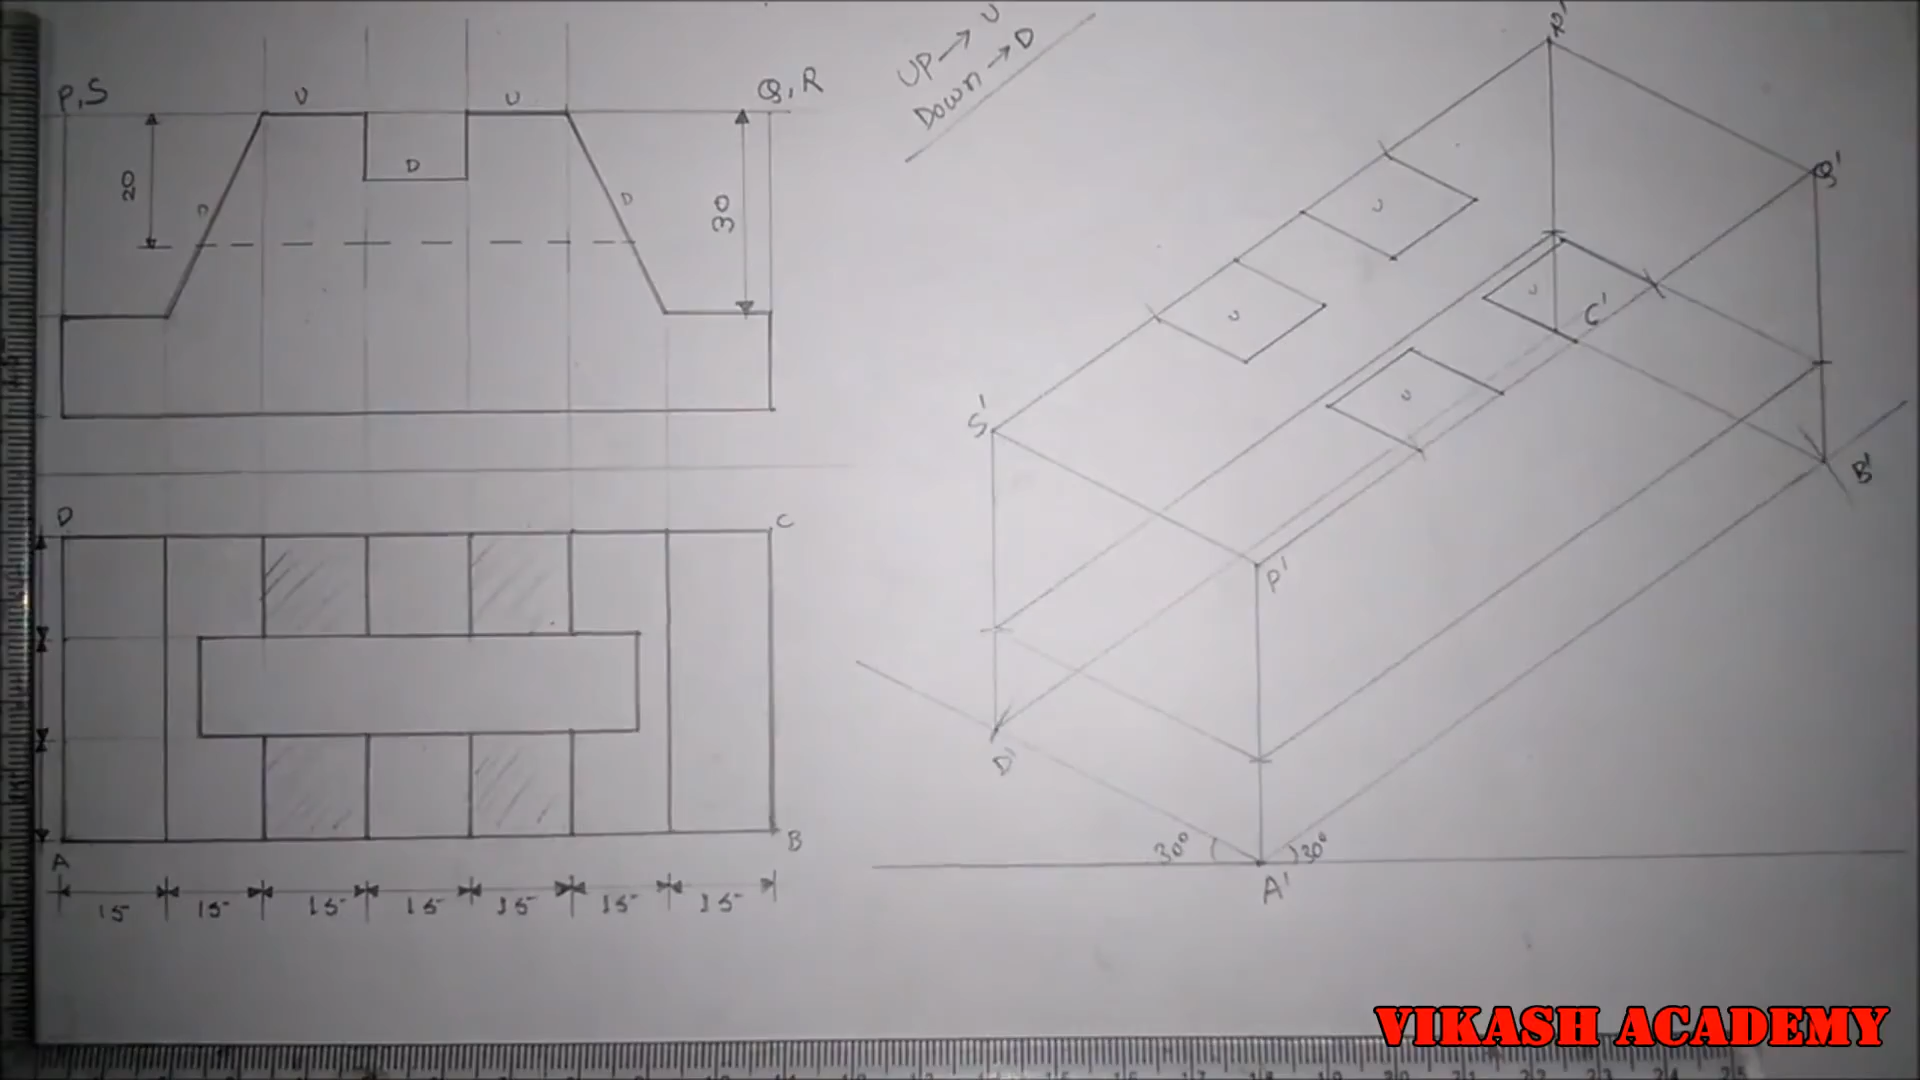 UP → U
Down → D
P,S
U
U
Q,R
D
20
D
D
30
D
C
A
B
15
15
15
15
15
15
15
R'
Q'
U
U
U
U
C'
S'
P'
B'
D'
30°
30°
A'
VIKASH ACADEMY